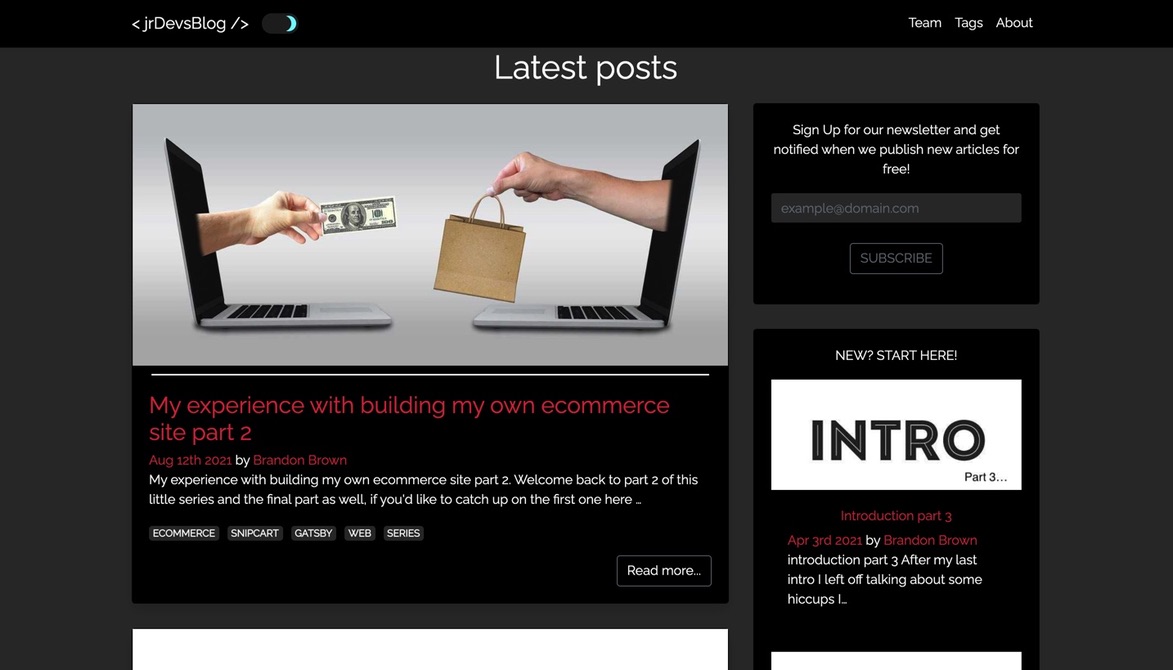 < jrDevsBlog />
Team Tags About
Latest posts
My experience with building my own ecommerce
site part 2
Aug 12th 2021 by Brandon Brown
My experience with building my own ecommerce site part 2. Welcome back to part 2 of this
little series and the final part as well, if you'd like to catch up on the first one here ...
ECOMMERCE SNIPCART GATSBY WEB SERIES
Read more...
Sign Up for our newsletter and get
notified when we publish new articles for
free!
example@domain.com
SUBSCRIBE
NEW? START HERE!
INTRO
Part 3...
Introduction part 3
Apr 3rd 2021 by Brandon Brown
introduction part 3 After my last
intro I left off talking about some
hiccups I...